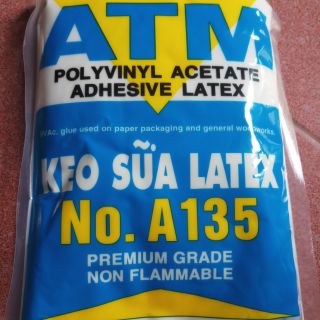 ATM
POLYVINYL ACETATE
ADHESIVE LATEX
VAc. glue used on paper packaging and general woodworks.
KEO SỮA LATEX
No. A135
PREMIUM GRADE
NON FLAMMABLE